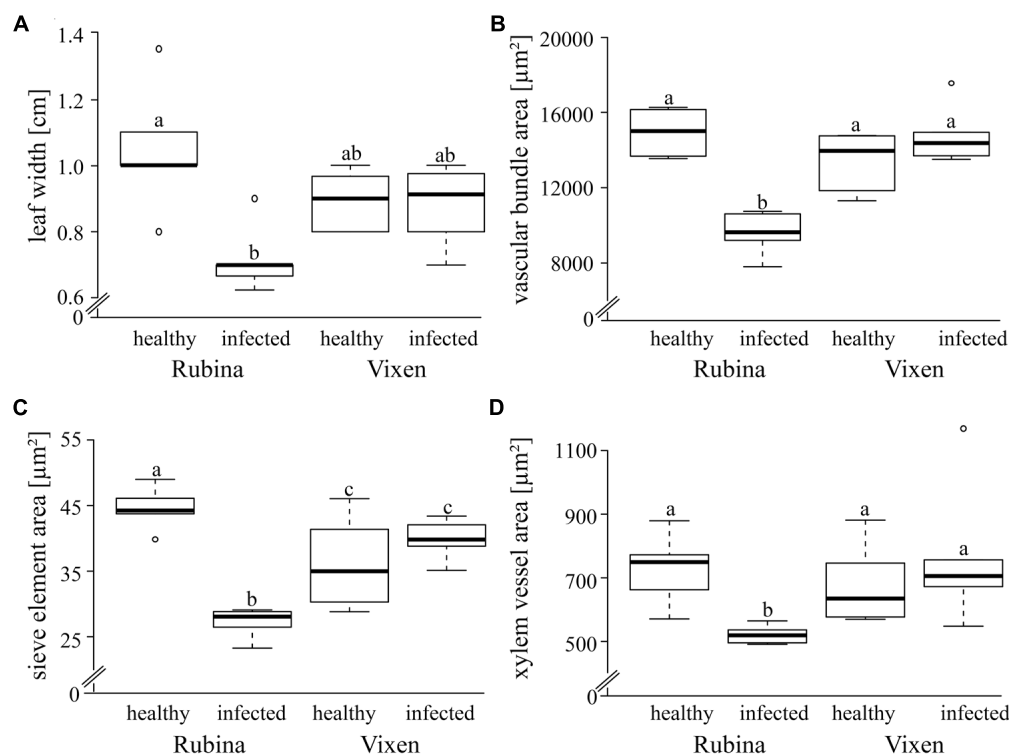 A
leaf width [cm]
1.4
1.2
1.0
0.8
0.6
0
a
b
ab
ab
healthy
infected
healthy
infected
Rubina
Vixen
B
vascular bundle area [µm²]
20000
16000
12000
8000
0
a
b
a
a
healthy
infected
healthy
infected
Rubina
Vixen
C
sieve element area [µm²]
55
45
35
25
0
a
b
c
c
healthy
infected
healthy
infected
Rubina
Vixen
D
xylem vessel area [µm²]
1100
900
700
500
0
a
b
a
a
healthy
infected
healthy
infected
Rubina
Vixen